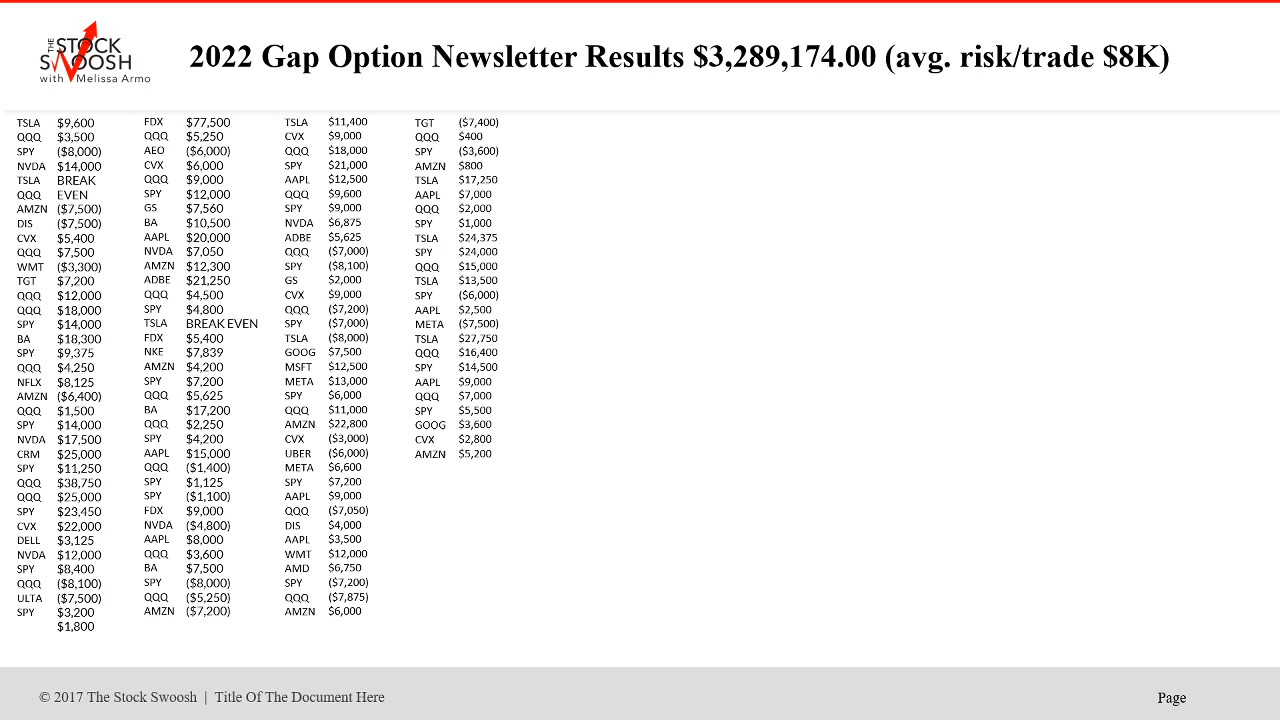 THE
STOCK
SWOOSH
with Melissa Armo
2022 Gap Option Newsletter Results $3,289,174.00 (avg. risk/trade $8K)
TSLA $9,600 FDX $77,500 TSLA $11,400 TGT ($7,400)
QQQ $3,500 QQQ $5,250 CVX $9,000 QQQ $400
SPY ($8,000) AEO ($6,000) QQQ $18,000 SPY ($3,600)
NVDA $14,000 CVX $6,000 SPY $21,000 AMZN $800
TSLA BREAK QQQ $9,000 AAPL $12,500 TSLA $17,250
QQQ EVEN SPY $12,000 QQQ $9,600 AAPL $7,000
AMZN ($7,500) GS $7,560 SPY $9,000 QQQ $2,000
DIS ($7,500) BA $10,500 NVDA $6,875 SPY $1,000
CVX $5,400 AAPL $20,000 ADBE $5,625 TSLA $24,375
QQQ $7,500 NVDA $7,050 QQQ ($7,000) SPY $24,000
WMT ($3,300) AMZN $12,300 SPY ($8,100) QQQ $15,000
TGT $7,200 ADBE $21,250 GS $2,000 TSLA $13,500
QQQ $12,000 QQQ $4,500 CVX $9,000 SPY ($6,000)
QQQ $18,000 SPY $4,800 QQQ ($7,200) AAPL $2,500
SPY $14,000 TSLA BREAK EVEN SPY ($7,000) META ($7,500)
BA $18,300 FDX $5,400 TSLA ($8,000) TSLA $27,750
SPY $9,375 NKE $7,839 GOOG $7,500 QQQ $16,400
QQQ $4,250 AMZN $4,200 MSFT $12,500 SPY $14,500
NFLX $8,125 SPY $7,200 META $13,000 AAPL $9,000
AMZN ($6,400) QQQ $5,625 SPY $6,000 QQQ $7,000
QQQ $1,500 BA $17,200 QQQ $11,000 SPY $5,500
SPY $14,000 QQQ $2,250 AMZN $22,800 GOOG $3,600
NVDA $17,500 SPY $4,200 CVX ($3,000) CVX $2,800
CRM $25,000 AAPL $15,000 UBER ($6,000) AMZN $5,200
SPY $11,250 QQQ ($1,400) META $6,600
QQQ $38,750 SPY $1,125 SPY $7,200
QQQ $25,000 SPY ($1,100) AAPL $9,000
SPY $23,450 FDX $9,000 QQQ ($7,050)
CVX $22,000 NVDA ($4,800) DIS $4,000
DELL $3,125 AAPL $8,000 AAPL $3,500
NVDA $12,000 QQQ $3,600 WMT $12,000
SPY $8,400 BA $7,500 AMD $6,750
QQQ ($8,100) SPY ($8,000) SPY ($7,200)
ULTA ($7,500) QQQ ($5,250) QQQ ($7,875)
SPY $3,200 AMZN ($7,200) AMZN $6,000
$1,800
© 2017 The Stock Swoosh | Title Of The Document Here Page